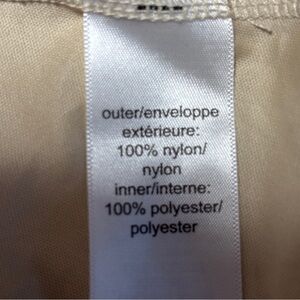 outer/enveloppe
extérieure:
100% nylon/
nylon
inner/interne:
100% polyester/
polyester